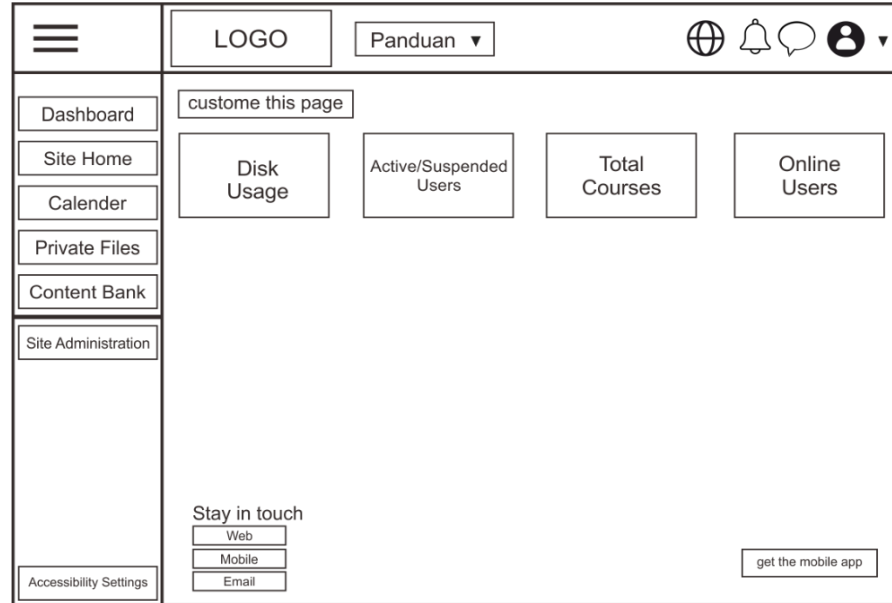 LOGO
Panduan ▼
Dashboard
Site Home
Calender
Private Files
Content Bank
Site Administration
Accessibility Settings
custome this page
Disk
Usage
Active/Suspended
Users
Total
Courses
Online
Users
Stay in touch
Web
Mobile
Email
get the mobile app